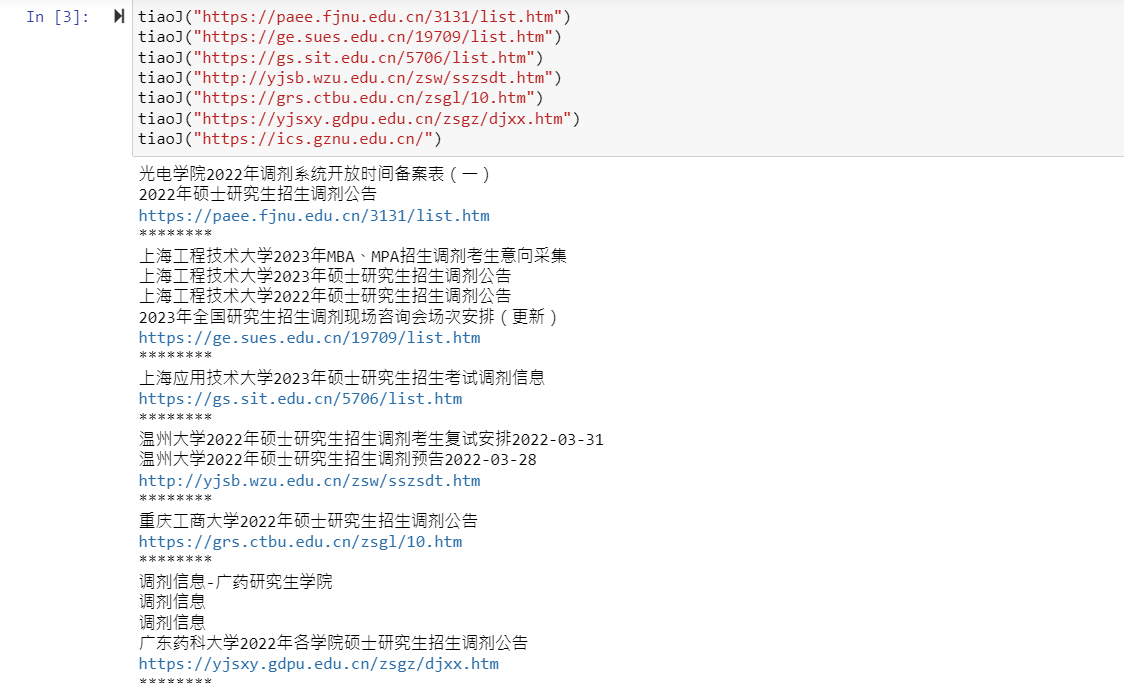 In [3]:
tiaoJ("https://paee.fjnu.edu.cn/3131/list.htm")
tiaoJ("https://ge.sues.edu.cn/19709/list.htm")
tiaoJ("https://gs.sit.edu.cn/5706/list.htm")
tiaoJ("http://yjsb.wzu.edu.cn/zsw/sszsdt.htm")
tiaoJ("https://grs.ctbu.edu.cn/zsgl/10.htm")
tiaoJ("https://yjsxy.gdpu.edu.cn/zsgz/djxx.htm")
tiaoJ("https://ics.gznu.edu.cn/")
光电学院2022年调剂系统开放时间备案表（一）
2022年硕士研究生招生调剂公告
https://paee.fjnu.edu.cn/3131/list.htm
********
上海工程技术大学2023年MBA、MPA招生调剂考生意向采集
上海工程技术大学2023年硕士研究生招生调剂公告
上海工程技术大学2022年硕士研究生招生调剂公告
2023年全国研究生招生调剂现场咨询会场次安排（更新）
https://ge.sues.edu.cn/19709/list.htm
********
上海应用技术大学2023年硕士研究生招生考试调剂信息
https://gs.sit.edu.cn/5706/list.htm
********
温州大学2022年硕士研究生招生调剂考生复试安排2022-03-31
温州大学2022年硕士研究生招生调剂预告2022-03-28
http://yjsb.wzu.edu.cn/zsw/sszsdt.htm
********
重庆工商大学2022年硕士研究生招生调剂公告
https://grs.ctbu.edu.cn/zsgl/10.htm
********
调剂信息-广药研究生学院
调剂信息
调剂信息
广东药科大学2022年各学院硕士研究生招生调剂公告
https://yjsxy.gdpu.edu.cn/zsgz/djxx.htm
********